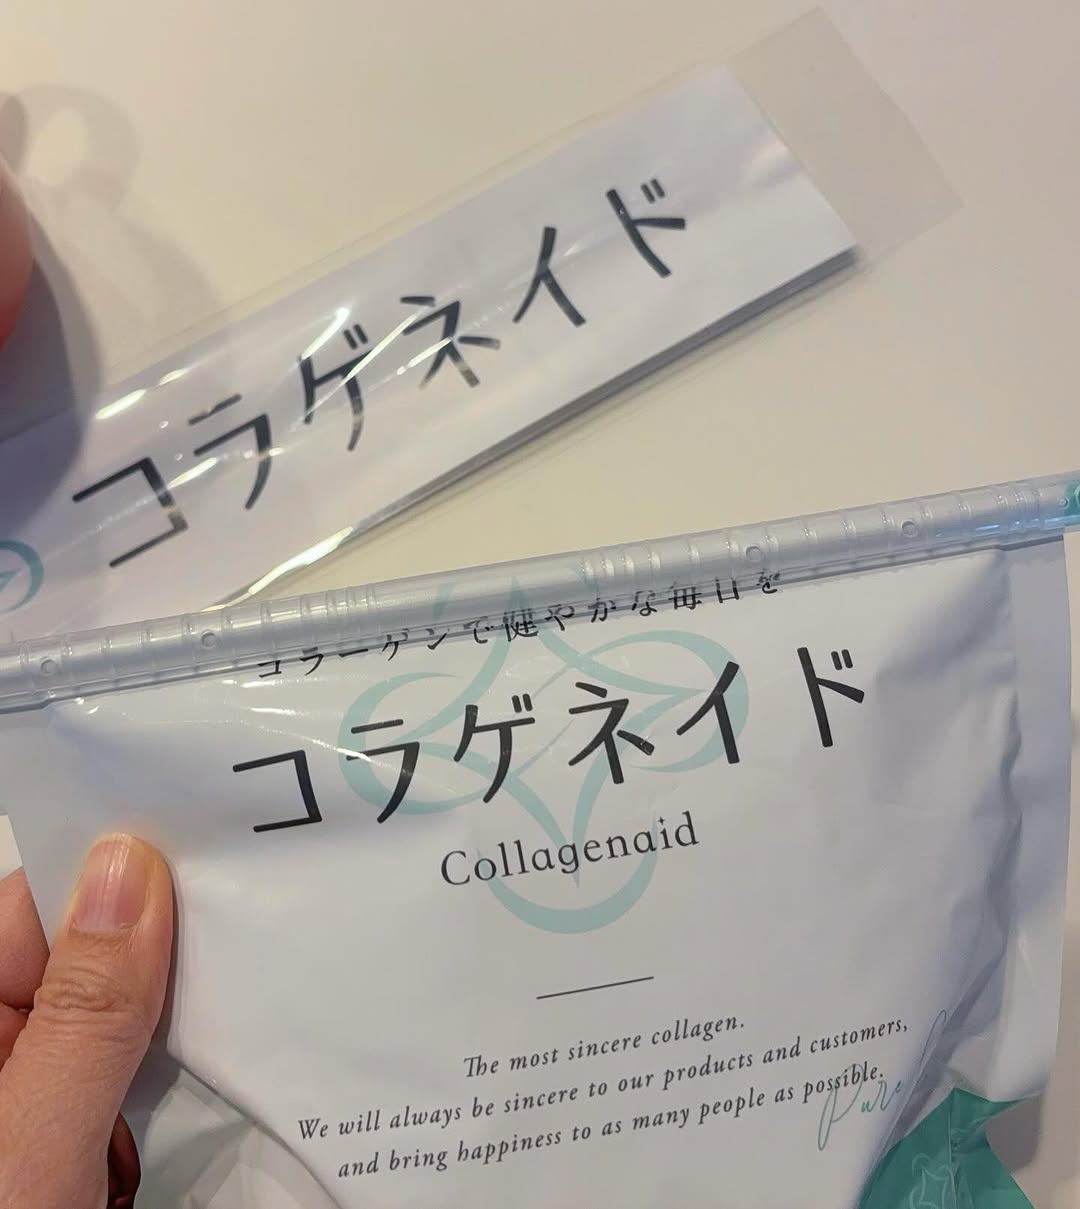 コラゲネイド
コラーゲンで健やかな毎日を
コラゲネイド
Collagenaid
The most sincere collagen.
We will always be sincere to our products and customers,
and bring happiness to as many people as possible.
Pure